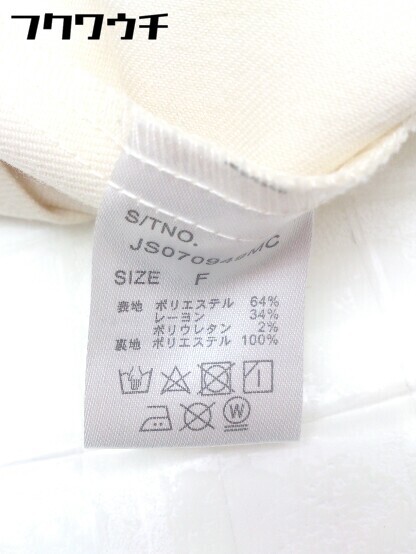 フクワウチ
S/TNO.
JS070948MC
SIZE F
表地 ポリエステル 64%
レーヨン 34%
ポリウレタン 2%
裏地 ポリエステル 100%
W